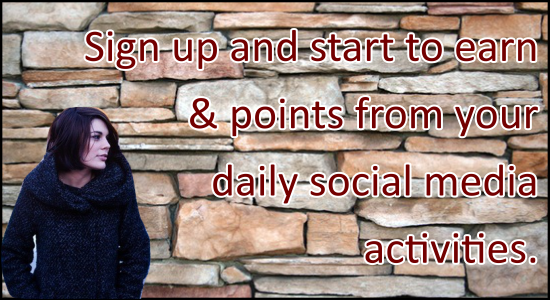 Sign up and start to earn
& points from your
daily social media
activities.